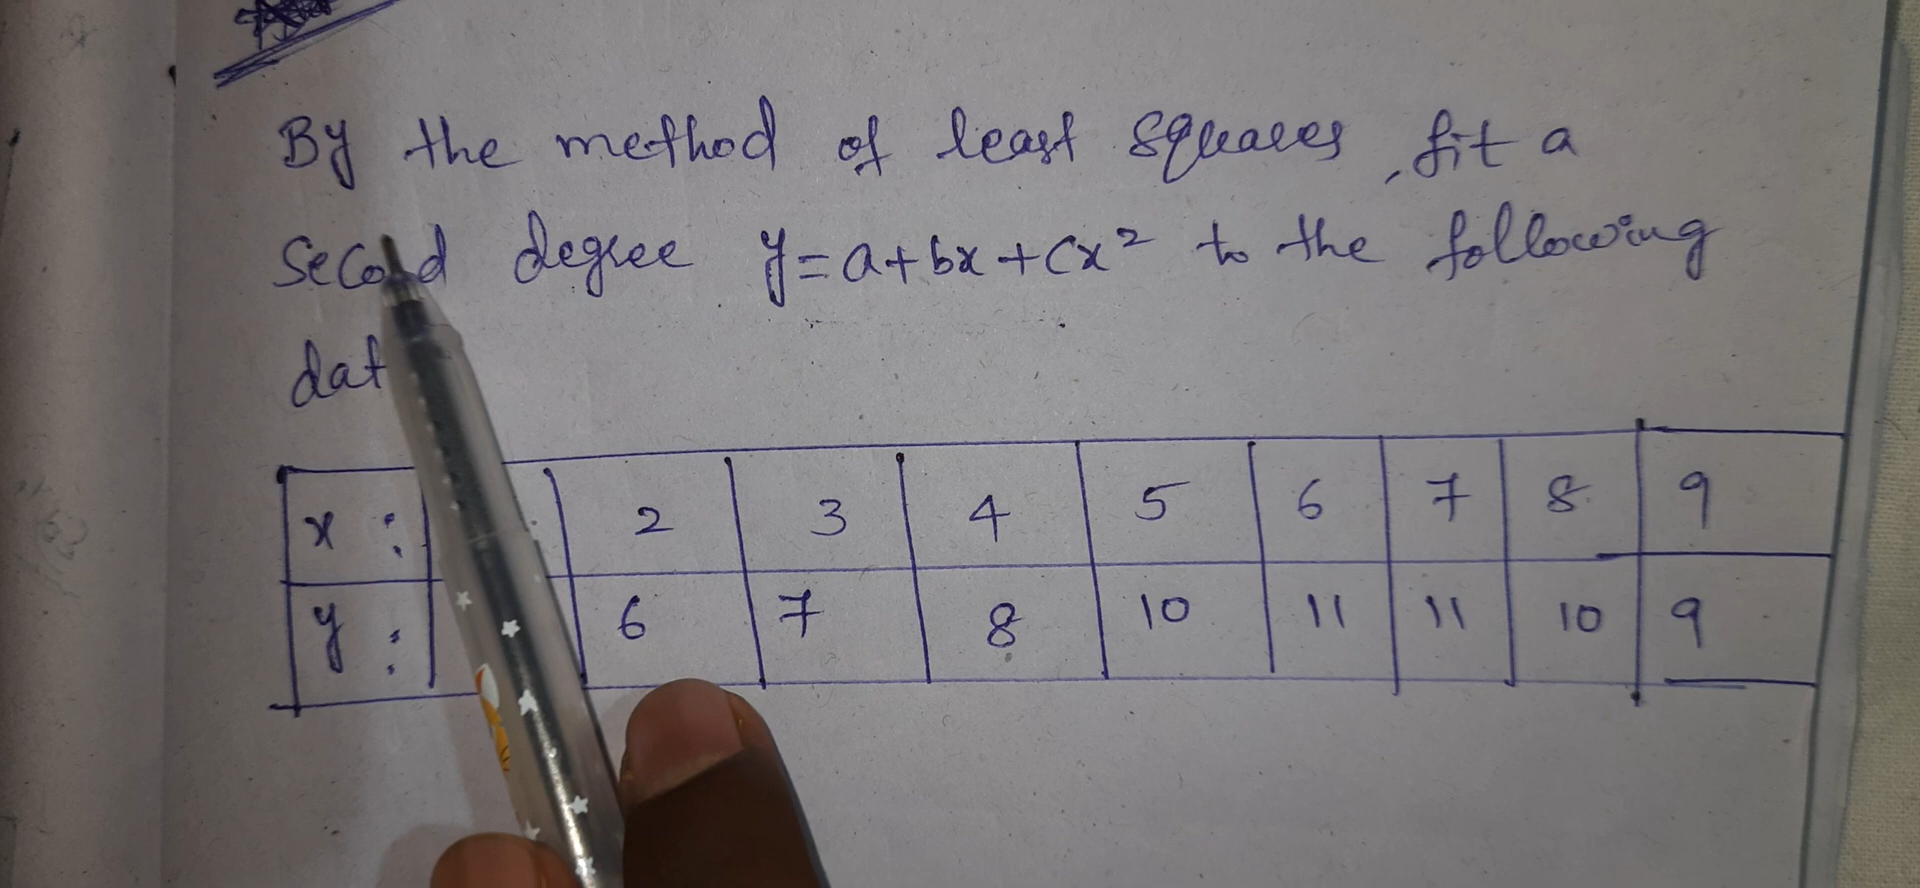 By the method of least squares, fit a
second degree y = a + bx + cx² to the following
dat
x : 2 3 4 5 6 7 8 9
y : 6 7 8 10 11 11 10 9